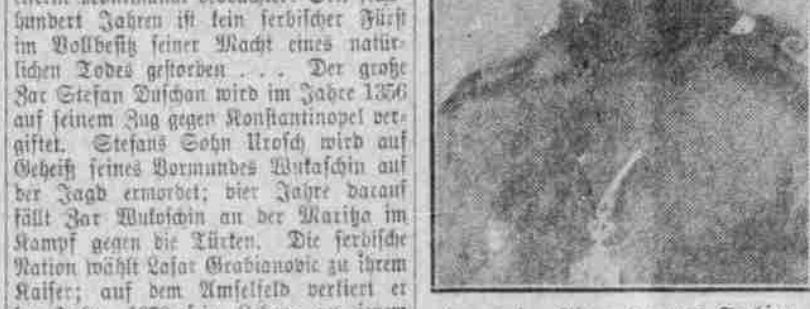 hundert Jahren ist kein serbischer Fürst
im Vollbesitz seiner Macht eines natür-
lichen Todes gestorben . . . Der große
Zar Stefan Duschan wird im Jahre 1356
auf seinem Zug gegen Konstantinopel ver-
giftet. Stefans Sohn Urosch wird auf
Geheiß seines Vormundes Wukaschin auf
der Jagd ermordet; vier Jahre darauf
fällt Zar Wukoschin an der Maritza im
Kampf gegen die Türken. Die serbische
Nation wählt Lasar Grabianovic zu ihrem
Kaiser; auf dem Amselfeld verliert er